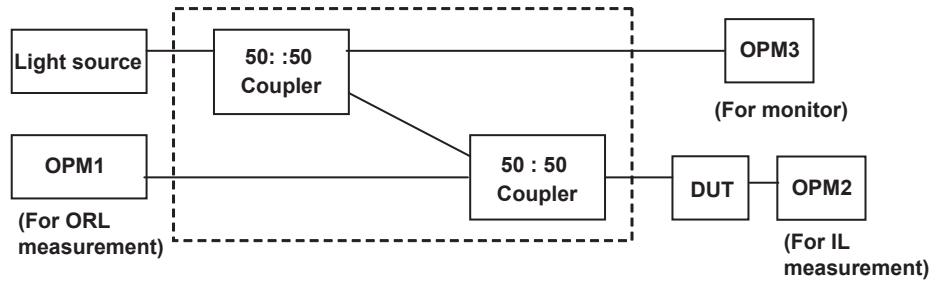 Light source
50: :50
Coupler
OPM3
(For monitor)
OPM1
(For ORL
measurement)
50 : 50
Coupler
DUT
OPM2
(For IL
measurement)